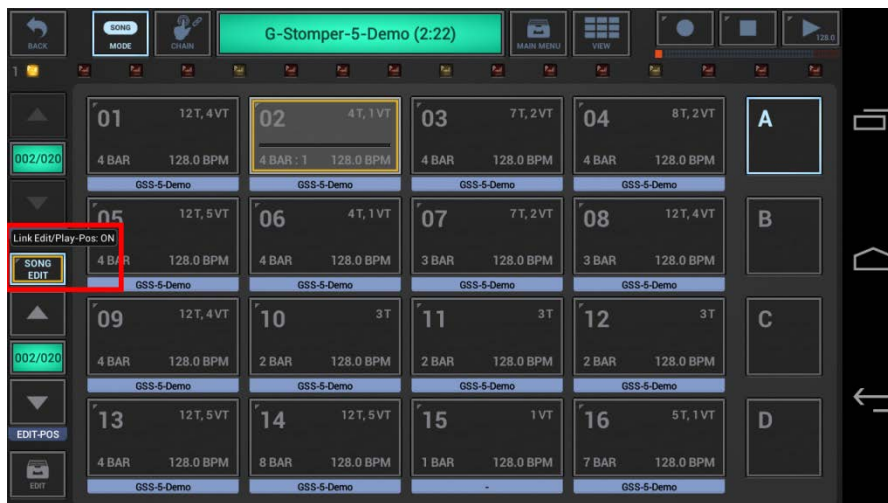 BACK
SONG
MODE
CHAIN
G-Stomper-5-Demo (2:22)
MAIN MENU
VIEW
128.0
1
01 12T, 4VT
4 BAR 128.0 BPM
GSS-5-Demo
02 4T, 1VT
4 BAR : 1 128.0 BPM
GSS-5-Demo
03 7T, 2VT
4 BAR 128.0 BPM
GSS-5-Demo
04 8T, 2VT
4 BAR 128.0 BPM
GSS-5-Demo
A
002/020
05 12T, 5VT
4 BAR 128.0 BPM
GSS-5-Demo
06 4T, 1VT
4 BAR 128.0 BPM
GSS-5-Demo
07 7T, 2VT
3 BAR 128.0 BPM
GSS-5-Demo
08 12T, 4VT
3 BAR 128.0 BPM
GSS-5-Demo
B
Link Edit/Play-Pos: ON
SONG
EDIT
09 12T, 4VT
4 BAR 128.0 BPM
GSS-5-Demo
10 3T
2 BAR 128.0 BPM
GSS-5-Demo
11 3T
2 BAR 128.0 BPM
GSS-5-Demo
12 3T
2 BAR 128.0 BPM
GSS-5-Demo
C
002/020
13 12T, 5VT
4 BAR 128.0 BPM
GSS-5-Demo
14 12T, 5VT
8 BAR 128.0 BPM
GSS-5-Demo
15 1VT
1 BAR 128.0 BPM
-
16 5T, 1VT
7 BAR 128.0 BPM
GSS-5-Demo
D
EDIT-POS
EDIT